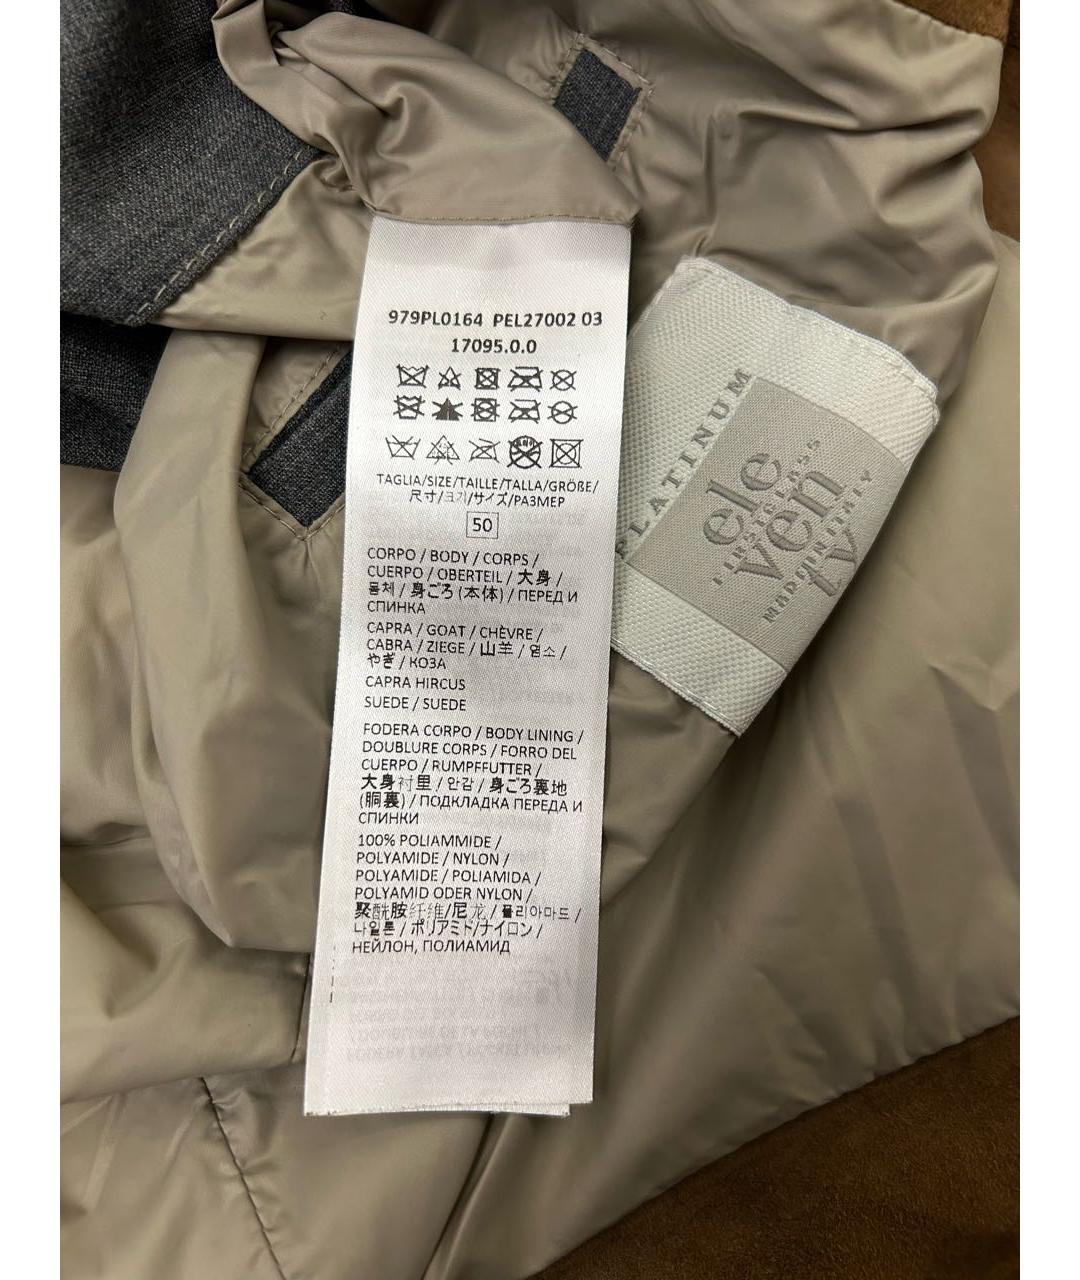 979PL0164 PEL27002 03
17095.0.0
TAGLIA/SIZE/TAILLE/TALLA/GRÖßE/
尺寸/크기/サイズ/РАЗМЕР
50
CORPO / BODY / CORPS /
CUERPO / OBERTEIL / 大身 /
몸체 / 身ごろ (本体) / ПЕРЕД И
СПИНКА
CAPRA / GOAT / CHÈVRE /
CABRA / ZIEGE / 山羊 / 염소 /
やぎ / КОЗА
CAPRA HIRCUS
SUEDE / SUEDE
FODERA CORPO / BODY LINING /
DOUBLURE CORPS / FORRO DEL
CUERPO / RUMPFFUTTER /
大身衬里 / 안감 / 身ごろ裏地
(胴裏) / ПОДКЛАДКА ПЕРЕДА И
СПИНКИ
100% POLIAMMIDE /
POLYAMIDE / NYLON /
POLYAMIDE / POLIAMIDA /
POLYAMID ODER NYLON /
聚酰胺纤维/尼龙 / 폴리아마드 /
나일론 / ポリアミド/ナイロン /
НЕЙЛОН, ПОЛИАМИД
PLATINUM
ele
FIRSTCLASS
ven
MADE IN ITALY
ty